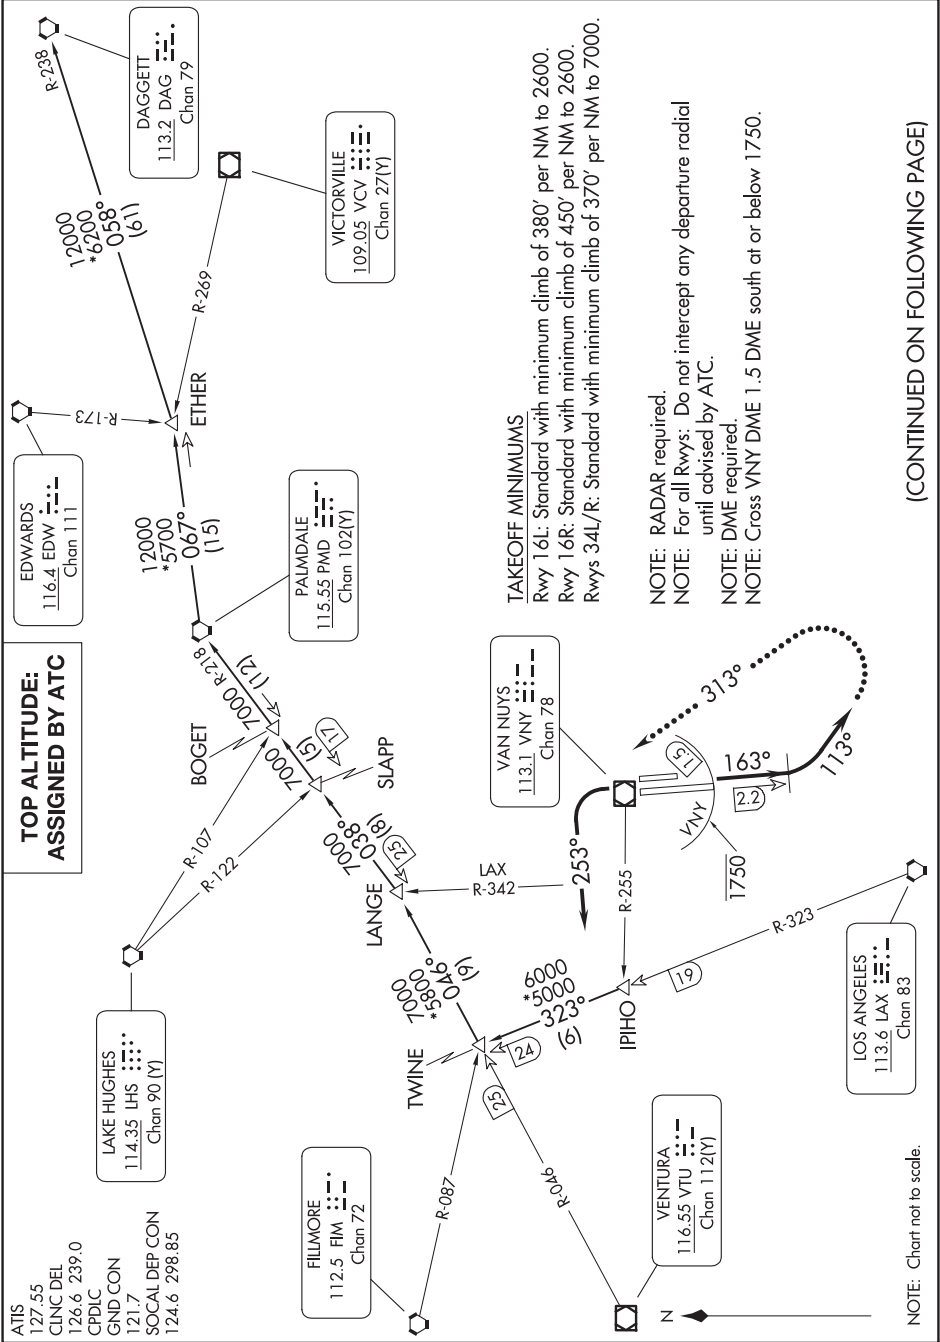 ATIS
127.55
CLNC DEL
126.6 239.0
CPDLC
GND CON
121.7
SOCAL DEP CON
124.6 298.85
TOP ALTITUDE:
ASSIGNED BY ATC
LAKE HUGHES
114.35 LHS
Chan 90 (Y)
EDWARDS
116.4 EDW
Chan 111
DAGGETT
113.2 DAG
Chan 79
VICTORVILLE
109.05 VCV
Chan 27(Y)
PALMDALE
115.55 PMD
Chan 102(Y)
FILLMORE
112.5 FIM
Chan 72
VENTURA
116.55 VTU
Chan 112(Y)
VAN NUYS
113.1 VNY
Chan 78
LOS ANGELES
113.6 LAX
Chan 83
R-238
12000
*6200
058°
(61)
R-269
R-173
ETHER
12000
*5700
067°
(15)
R-218
7000
(12)
BOGET
7000
(5)
17
SLAPP
R-107
R-122
7000
038°
(8)
25
LANGE
LAX
R-342
7000
*5800
046°
(9)
TWINE
24
25
R-087
R-046
6000
*5000
323°
(6)
IPIHO
R-255
19
R-323
253°
VNY
1.5
1750
163°
2.2
113°
313°
TAKEOFF MINIMUMS
Rwy 16L: Standard with minimum climb of 380' per NM to 2600.
Rwy 16R: Standard with minimum climb of 450' per NM to 2600.
Rwys 34L/R: Standard with minimum climb of 370' per NM to 7000.
NOTE: RADAR required.
NOTE: For all Rwys: Do not intercept any departure radial
until advised by ATC.
NOTE: DME required.
NOTE: Cross VNY DME 1.5 DME south at or below 1750.
N
NOTE: Chart not to scale.
(CONTINUED ON FOLLOWING PAGE)